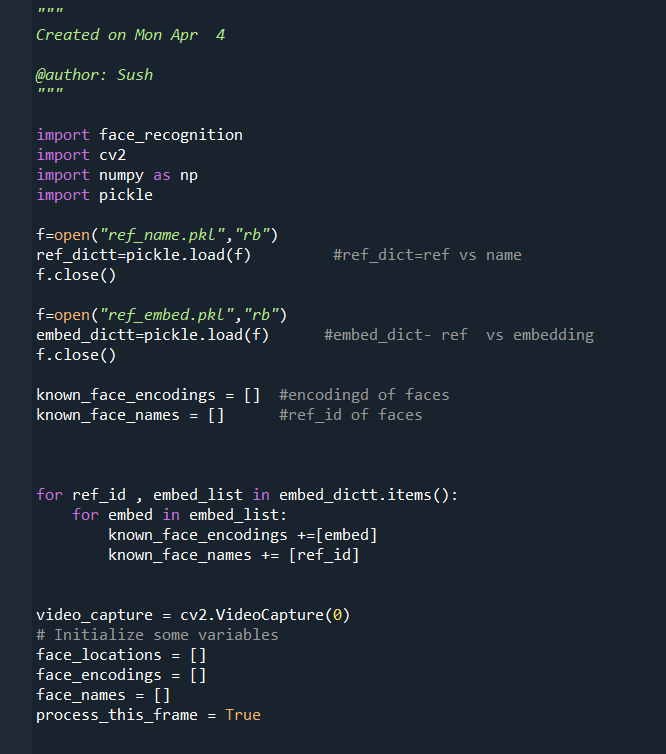 """
Created on Mon Apr  4
@author: Sush
"""
import face_recognition
import cv2
import numpy as np
import pickle
f=open("ref_name.pkl","rb")
ref_dictt=pickle.load(f)         #ref_dict=ref vs name
f.close()
f=open("ref_embed.pkl","rb")
embed_dictt=pickle.load(f)      #embed_dict- ref  vs embedding
f.close()
known_face_encodings = []  #encodingd of faces
known_face_names = []      #ref_id of faces
for ref_id , embed_list in embed_dictt.items():
    for embed in embed_list:
        known_face_encodings +=[embed]
        known_face_names += [ref_id]
video_capture = cv2.VideoCapture(0)
# Initialize some variables
face_locations = []
face_encodings = []
face_names = []
process_this_frame = True